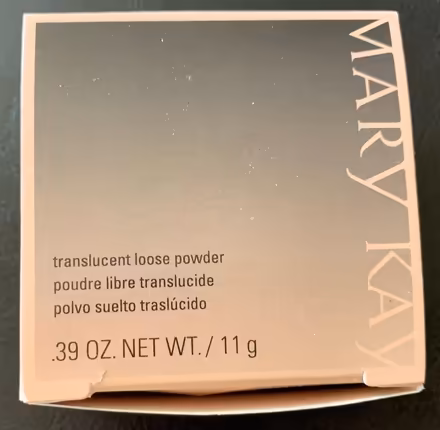 MARY KAY
translucent loose powder
poudre libre translucide
polvo suelto traslúcido
.39 OZ. NET WT. / 11 g